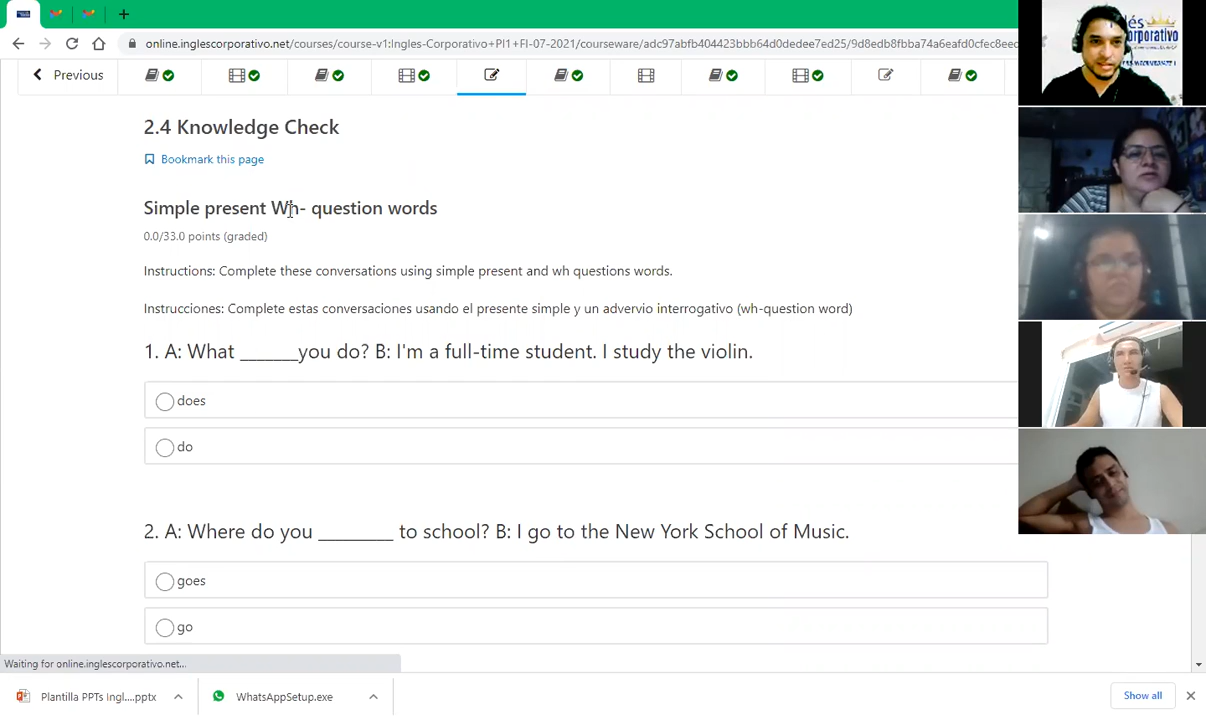 online.inglescorporativo.net/courses/course-v1:Ingles-Corporativo+PI1+FI-07-2021/courseware/adc97abfb404423bbb64d0dedee7ed25/9d8edb8fbba74a6eafd0cfec8eed
Previous
2.4 Knowledge Check
Bookmark this page
Simple present Wh- question words
0.0/33.0 points (graded)
Instructions: Complete these conversations using simple present and wh questions words.
Instrucciones: Complete estas conversaciones usando el presente simple y un advervio interrogativo (wh-question word)
1. A: What _______you do? B: I'm a full-time student. I study the violin.
does
do
2. A: Where do you ________ to school? B: I go to the New York School of Music.
goes
go
Waiting for online.inglescorporativo.net...
Plantilla PPTs Ingl....pptx
WhatsAppSetup.exe
Show all